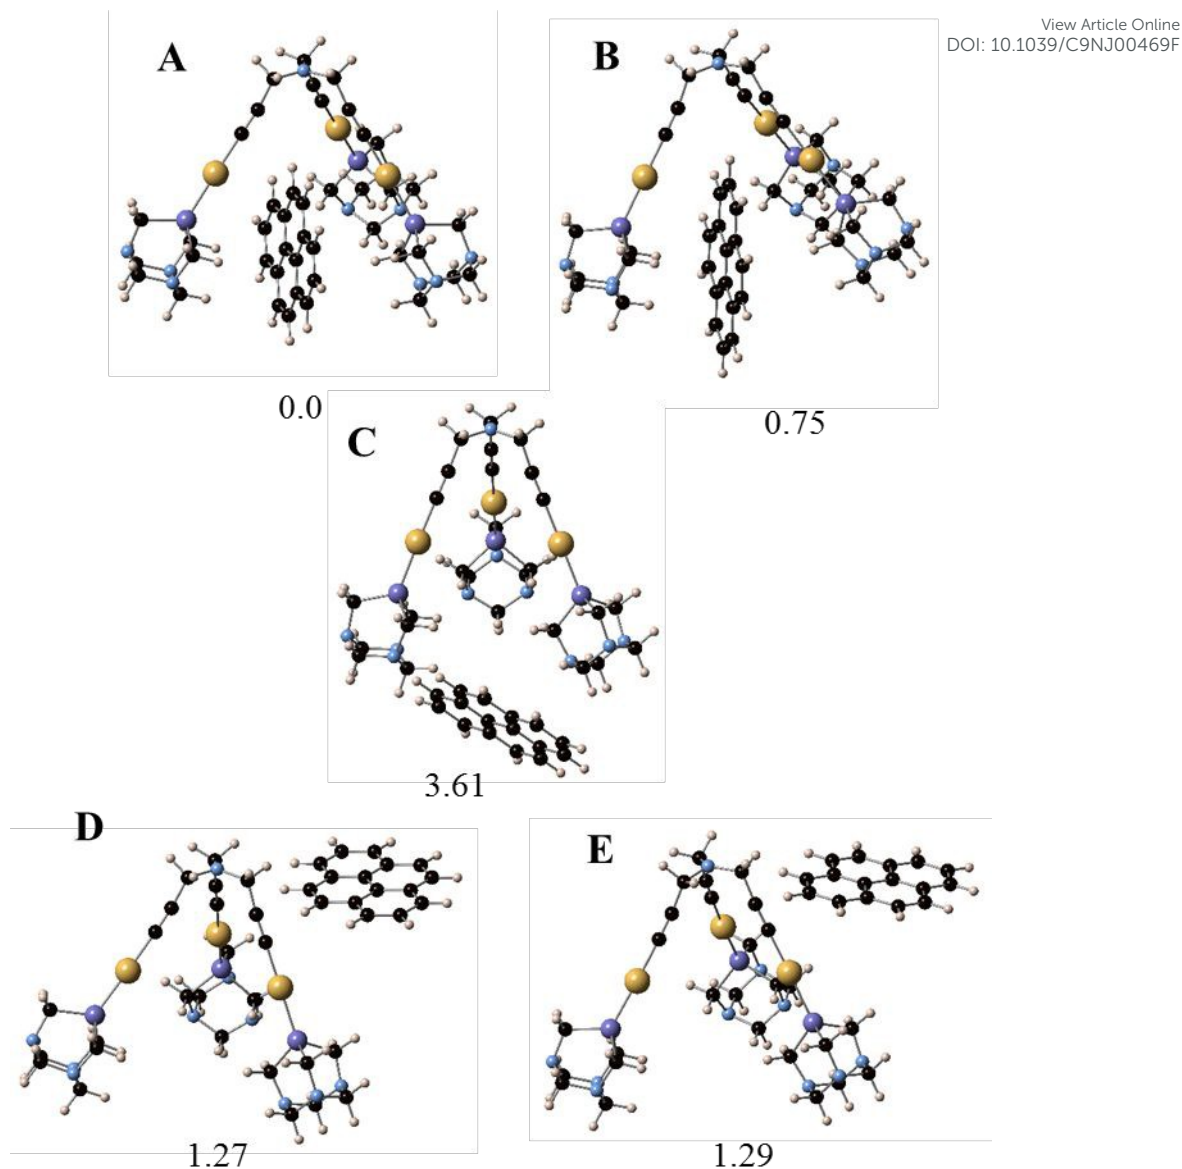 View Article Online
DOI: 10.1039/C9NJ00469F
A
B
0.0
0.75
C
3.61
D
E
1.27
1.29